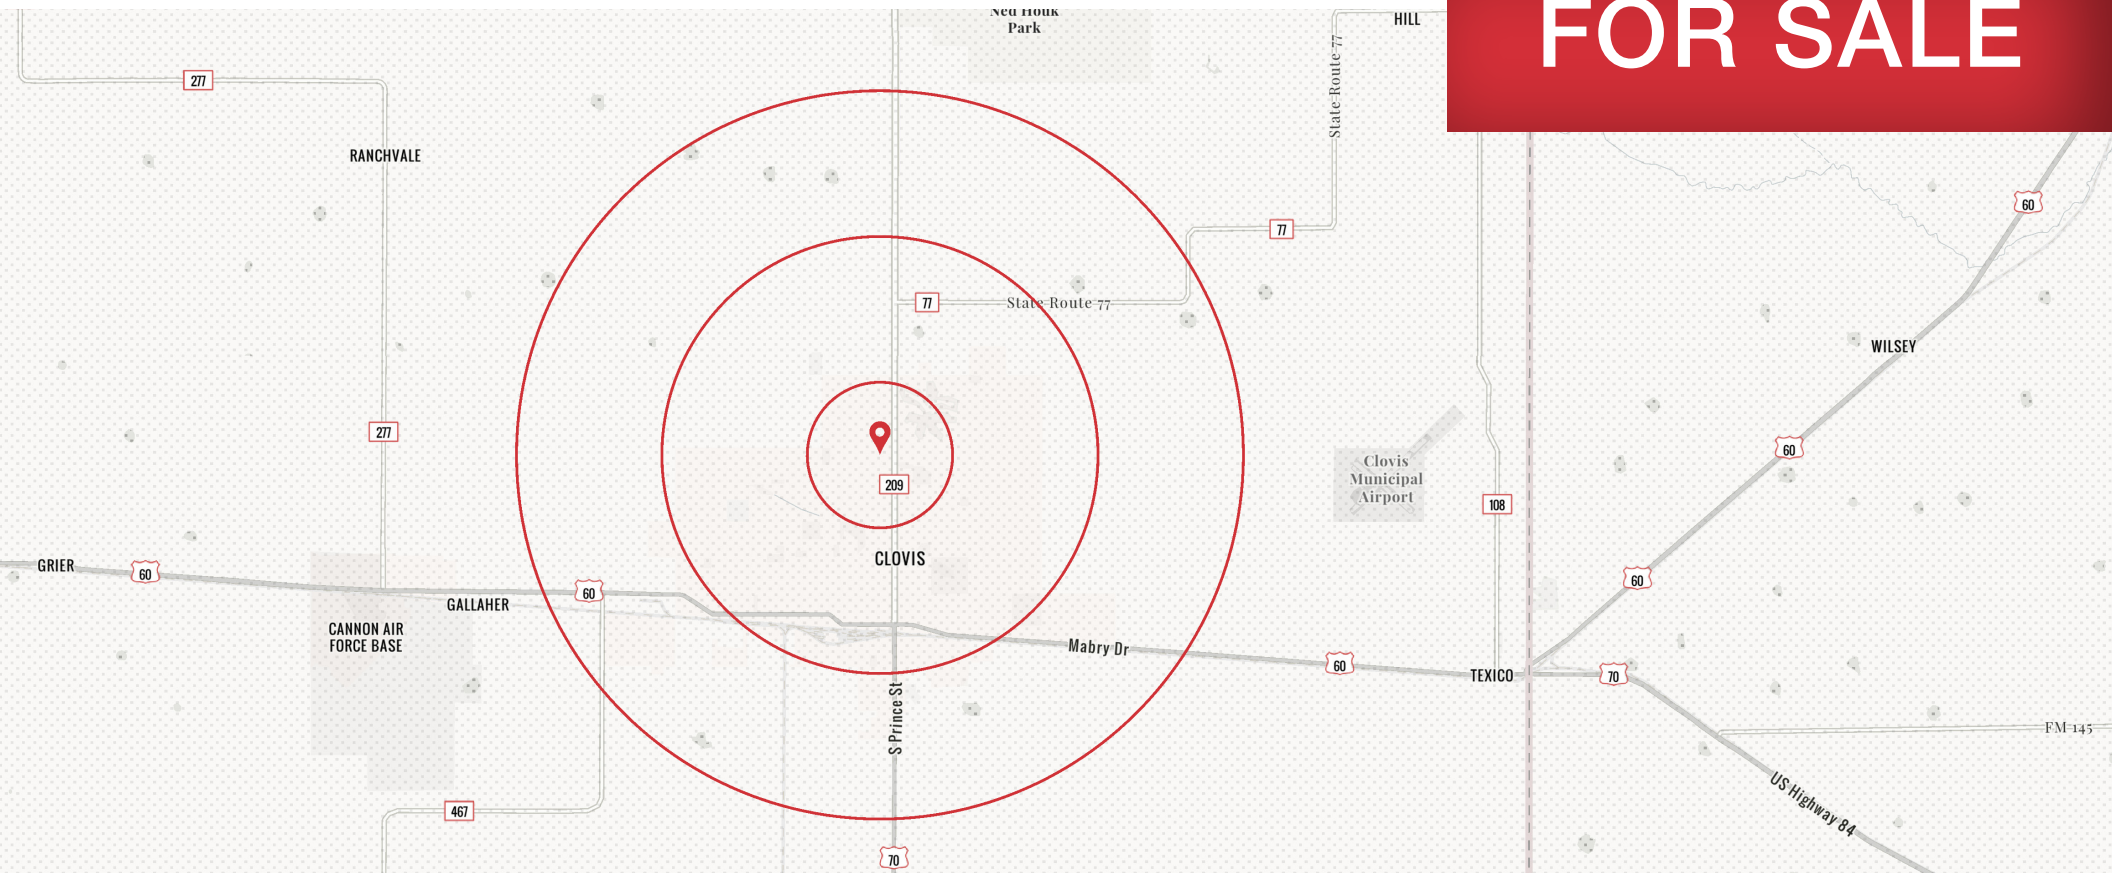 Ned Houk
Park
HILL
FOR SALE
State Route 77
277
RANCHVALE
60
77
77
State Route 77
WILSEY
277
60
Clovis
Municipal
Airport
209
108
CLOVIS
GRIER
60
60
60
GALLAHER
CANNON AIR
FORCE BASE
Mabry Dr
60
TEXICO
70
S Prince St
FM 145
US Highway 84
467
70